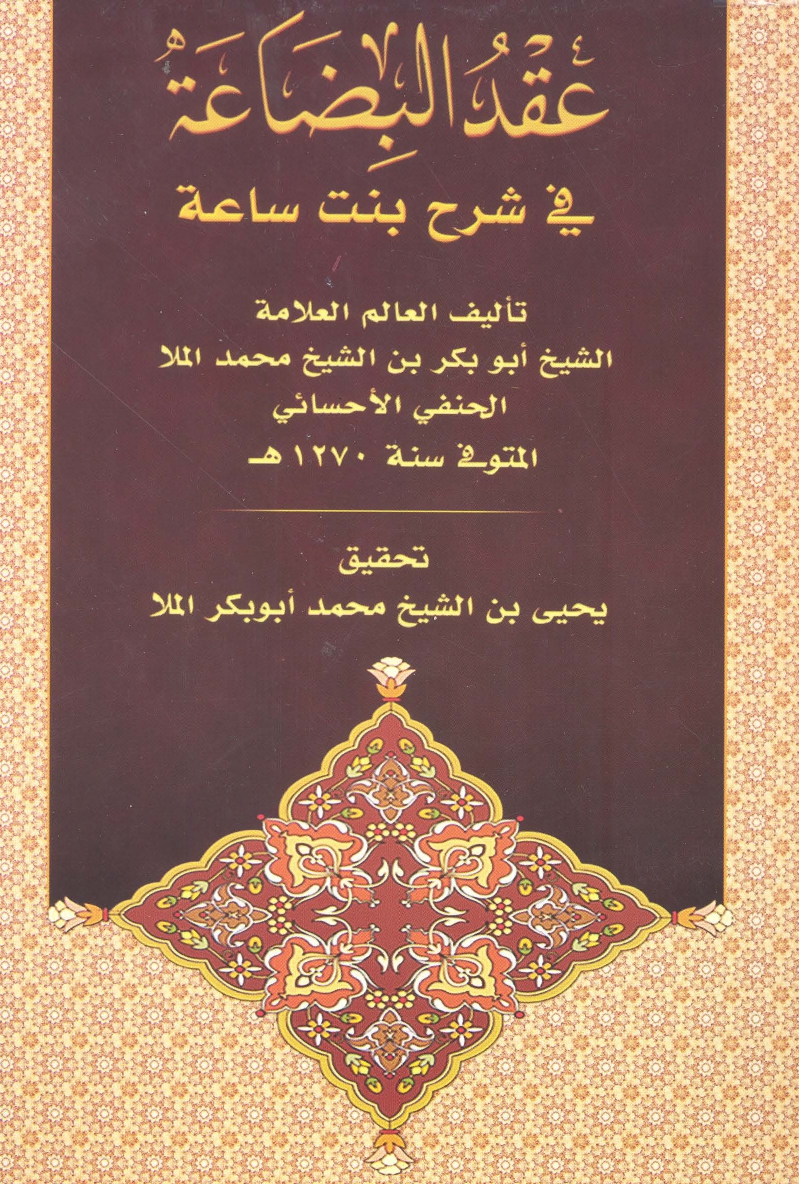 عِقْدُ البِضَاعَة
في شرح بنت ساعة
تأليف العالم العلامة
الشيخ أبو بكر بن الشيخ محمد الملا
الحنفي الأحسائي
المتوفى سنة ١٢٧٠ هـ
تحقيق
يحيى بن الشيخ محمد أبوبكر الملا